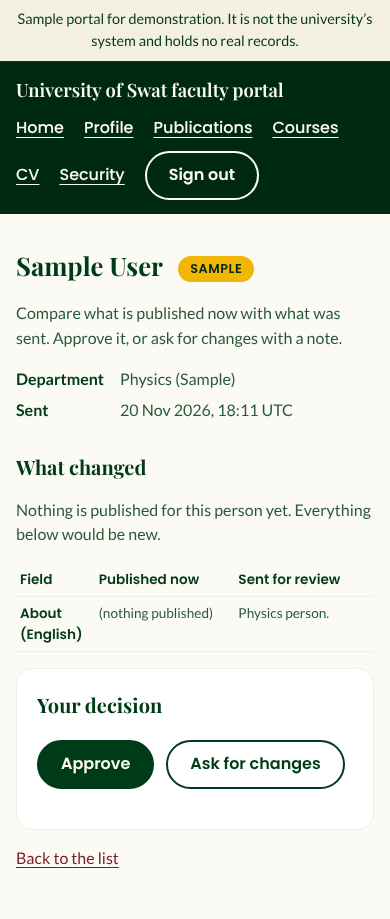 Sample portal for demonstration. It is not the university’s
system and holds no real records.
University of Swat faculty portal
Home Profile Publications Courses
CV Security Sign out
Sample User SAMPLE
Compare what is published now with what was
sent. Approve it, or ask for changes with a note.
Department Physics (Sample)
Sent 20 Nov 2026, 18:11 UTC
What changed
Nothing is published for this person yet. Everything
below would be new.
Field Published now Sent for review
About (nothing published) Physics person.
(English)
Your decision
Approve Ask for changes
Back to the list